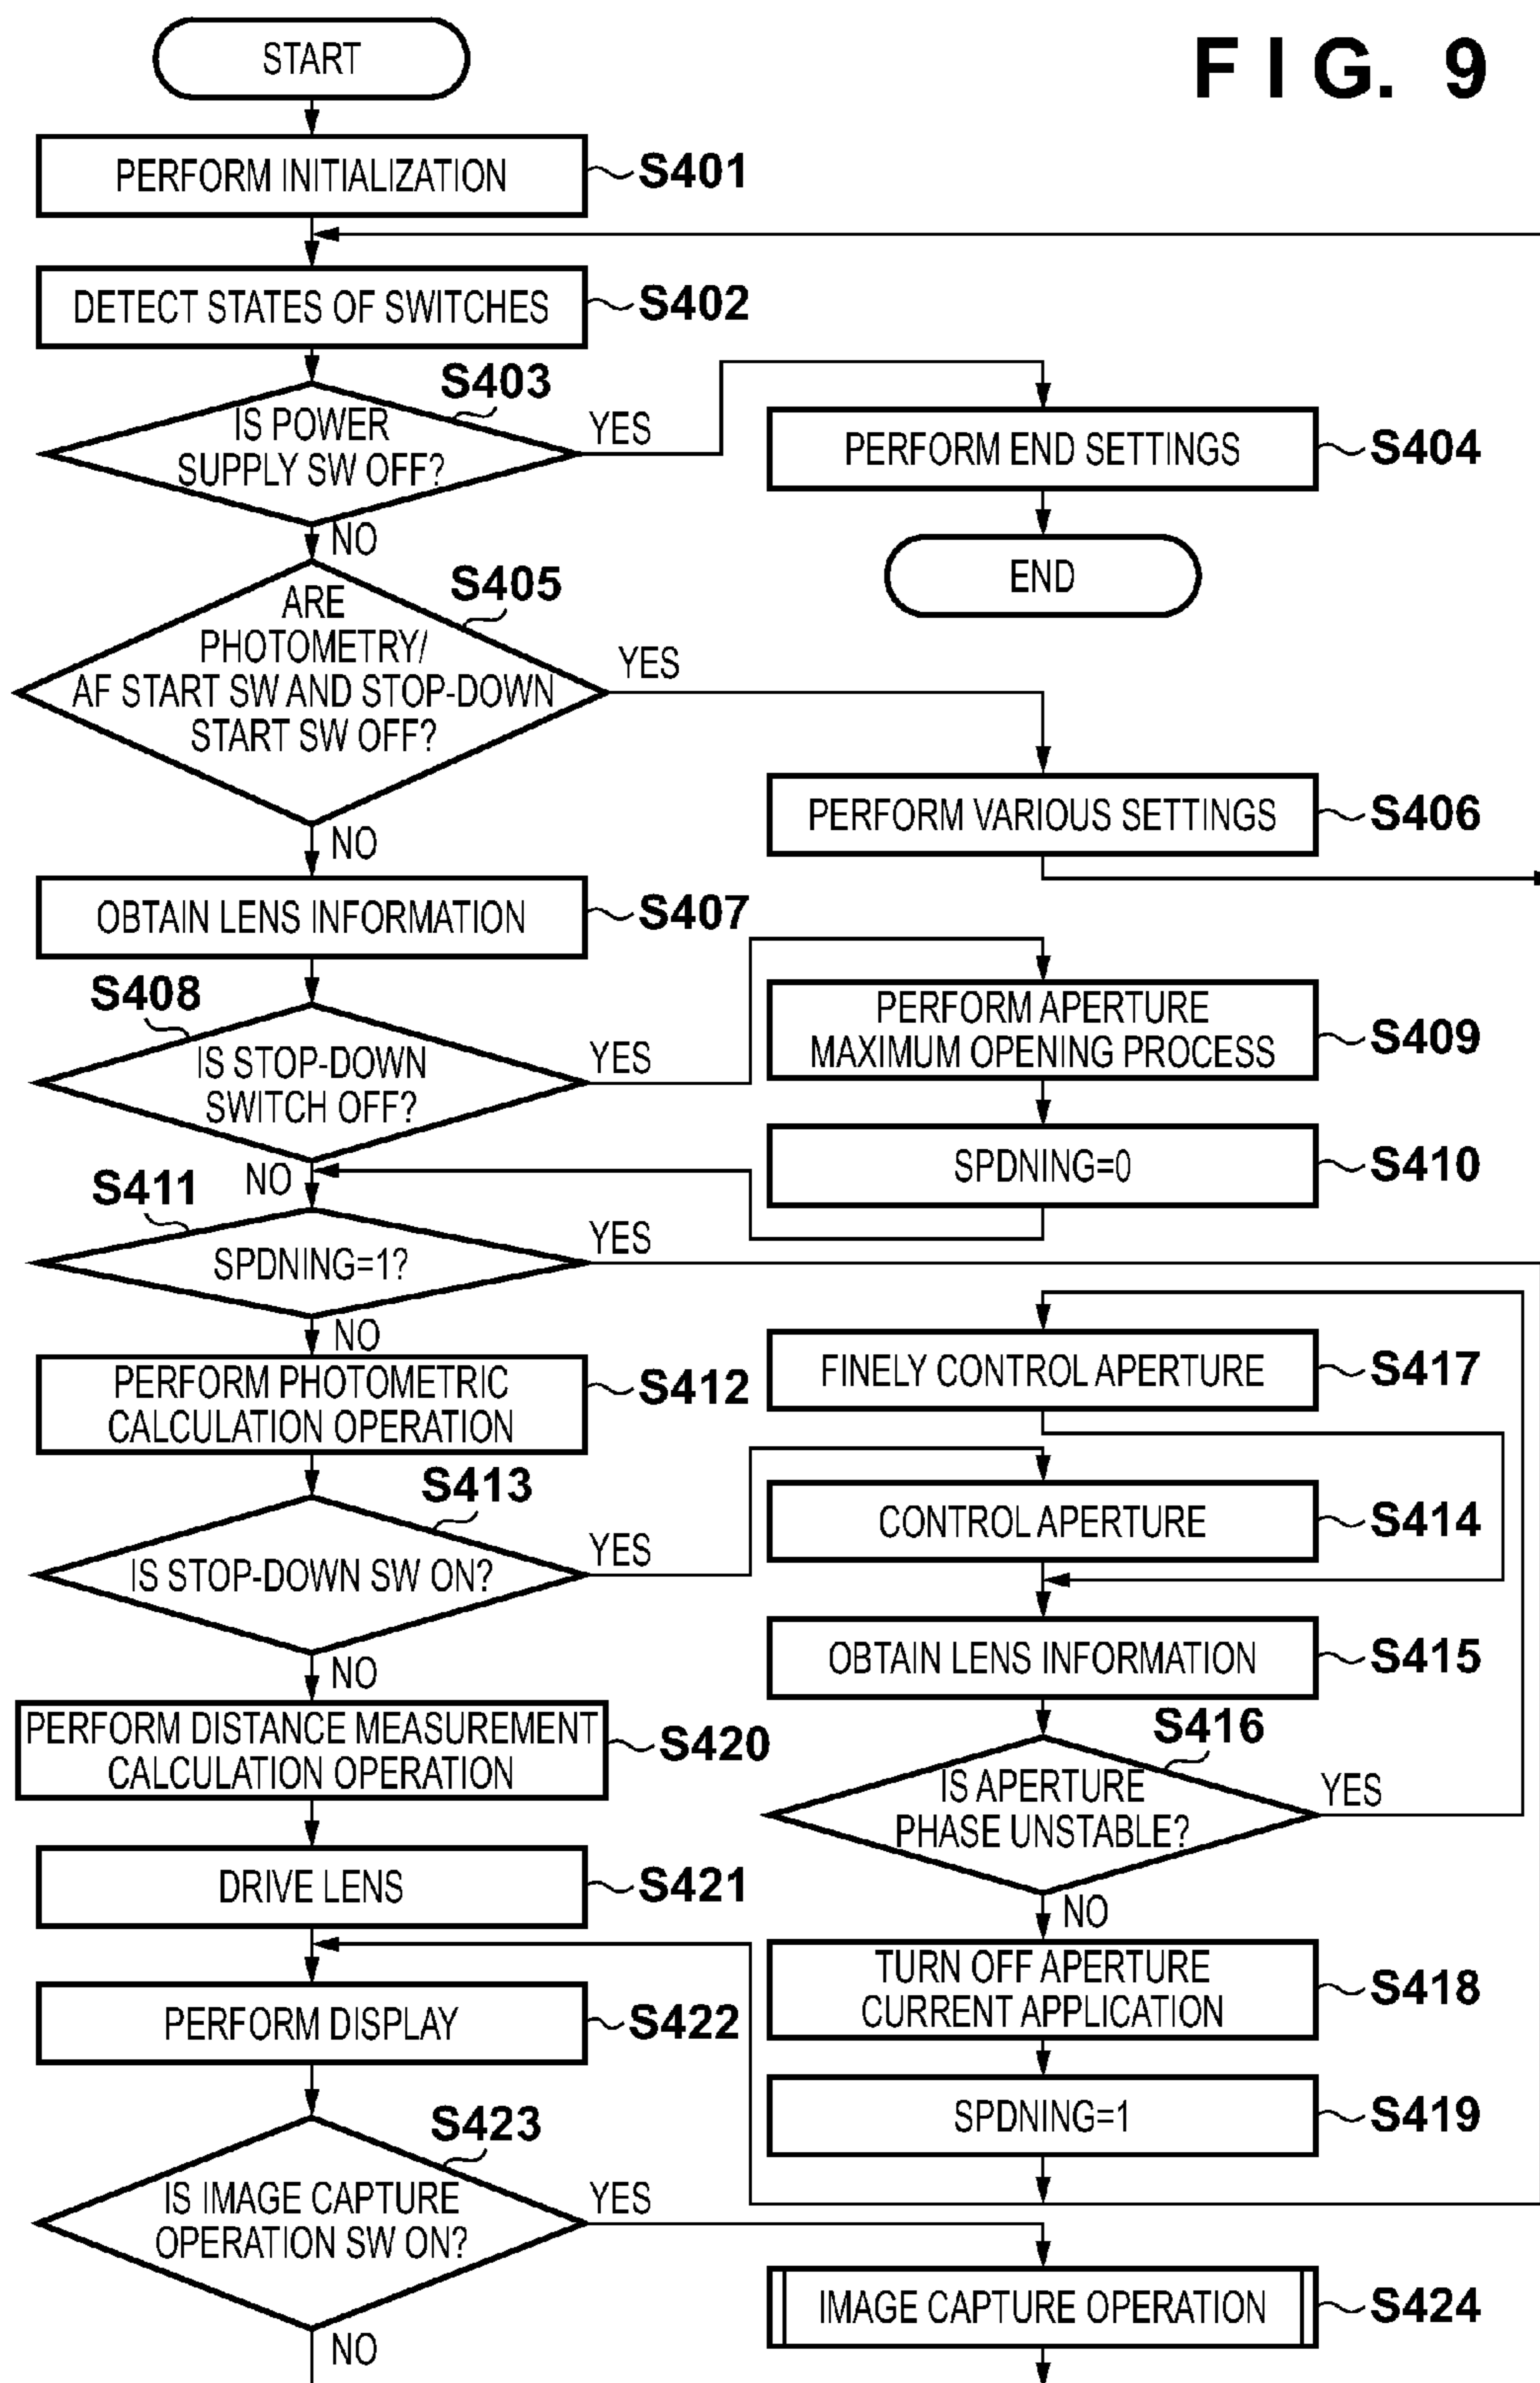 FIG. 9
START
PERFORM INITIALIZATION
S401
DETECT STATES OF SWITCHES
S402
S403
IS POWER
SUPPLY SW OFF?
YES
NO
PERFORM END SETTINGS
S404
END
S405
ARE
PHOTOMETRY/
AF START SW AND STOP-DOWN
START SW OFF?
YES
NO
PERFORM VARIOUS SETTINGS
S406
OBTAIN LENS INFORMATION
S407
S408
IS STOP-DOWN
SWITCH OFF?
YES
NO
PERFORM APERTURE
MAXIMUM OPENING PROCESS
S409
SPDNING=0
S410
S411
SPDNING=1?
YES
NO
PERFORM PHOTOMETRIC
CALCULATION OPERATION
S412
FINELY CONTROL APERTURE
S417
S413
IS STOP-DOWN SW ON?
YES
NO
CONTROL APERTURE
S414
OBTAIN LENS INFORMATION
S415
S416
IS APERTURE
PHASE UNSTABLE?
YES
NO
PERFORM DISTANCE MEASUREMENT
CALCULATION OPERATION
S420
DRIVE LENS
S421
TURN OFF APERTURE
CURRENT APPLICATION
S418
SPDNING=1
S419
PERFORM DISPLAY
S422
S423
IS IMAGE CAPTURE
OPERATION SW ON?
YES
NO
IMAGE CAPTURE OPERATION
S424